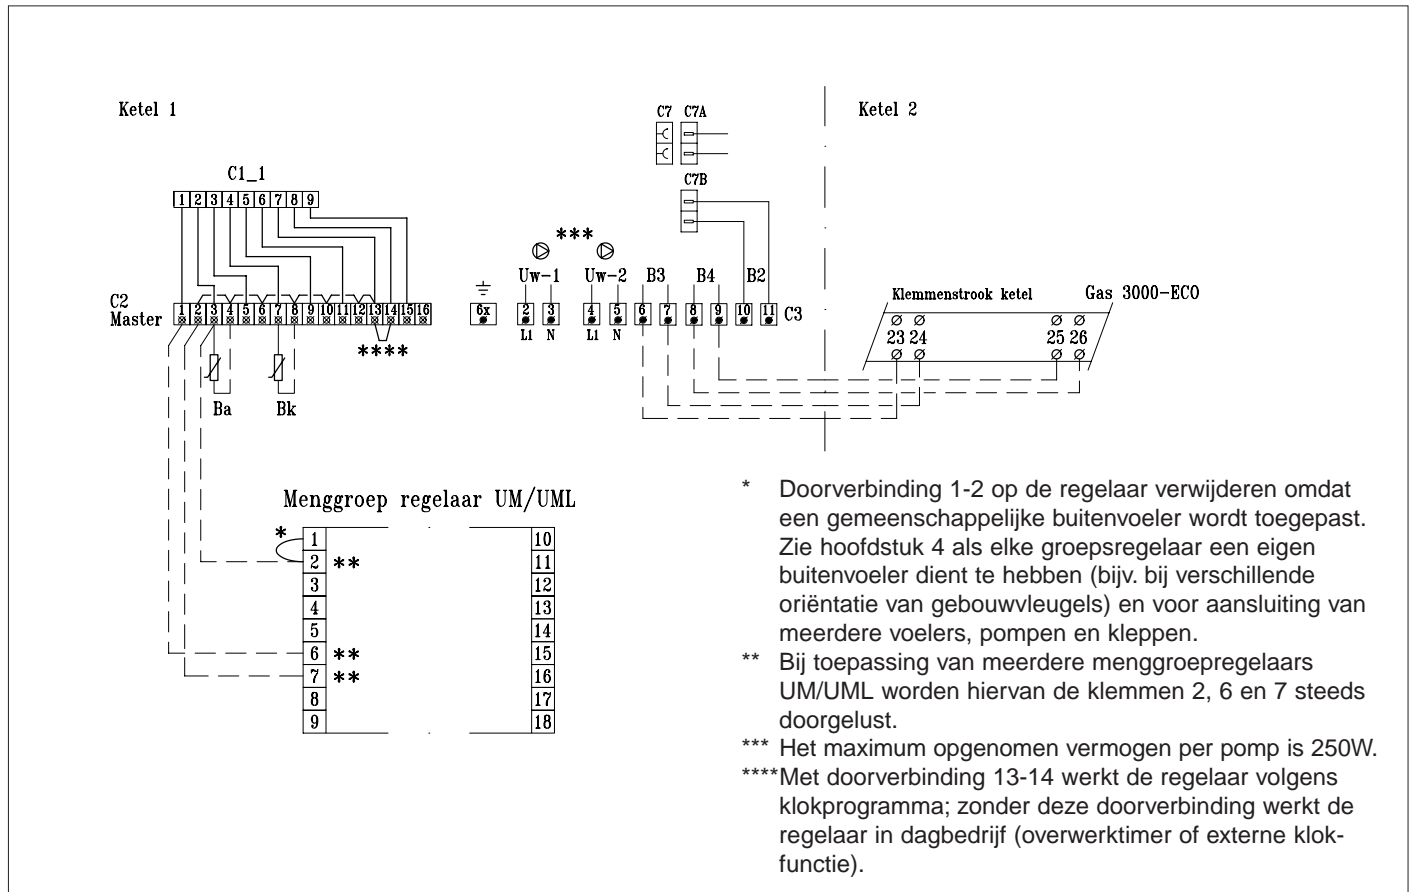 Ketel 1
Ketel 2
C7 C7A
C7B
C1_1
1 2 3 4 5 6 7 8 9
***
Uw-1 Uw-2 B3 B4 B2
C2
Master
1 2 3 4 5 6 7 8 9 10 11 12 13 14 15 16
6x 2 3 4 5 6 7 8 9 10 11 C3
L1 N L1 N
****
Ba Bk
Klemmenstrook ketel Gas 3000-ECO
23 24 25 26
Menggroep regelaar UM/UML
* 1 10
2 ** 11
3 12
4 13
5 14
6 ** 15
7 ** 16
8 17
9 18
* Doorverbinding 1-2 op de regelaar verwijderen omdat
een gemeenschappelijke buitenvoeler wordt toegepast.
Zie hoofdstuk 4 als elke groepsregelaar een eigen
buitenvoeler dient te hebben (bijv. bij verschillende
oriëntatie van gebouwvleugels) en voor aansluiting van
meerdere voelers, pompen en kleppen.
** Bij toepassing van meerdere menggroepregelaars
UM/UML worden hiervan de klemmen 2, 6 en 7 steeds
doorgelust.
*** Het maximum opgenomen vermogen per pomp is 250W.
****Met doorverbinding 13-14 werkt de regelaar volgens
klokprogramma; zonder deze doorverbinding werkt de
regelaar in dagbedrijf (overwerktimer of externe klok-
functie).